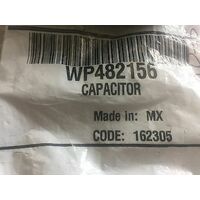 WP482156
CAPACITOR
Made in: MX
CODE: 162305